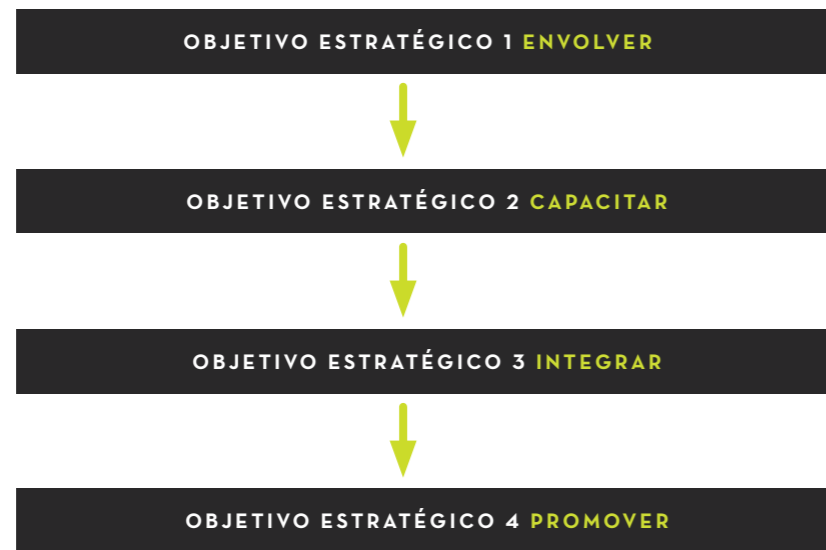 OBJETIVO ESTRATÉGICO 1 ENVOLVER
OBJETIVO ESTRATÉGICO 2 CAPACITAR
OBJETIVO ESTRATÉGICO 3 INTEGRAR
OBJETIVO ESTRATÉGICO 4 PROMOVER